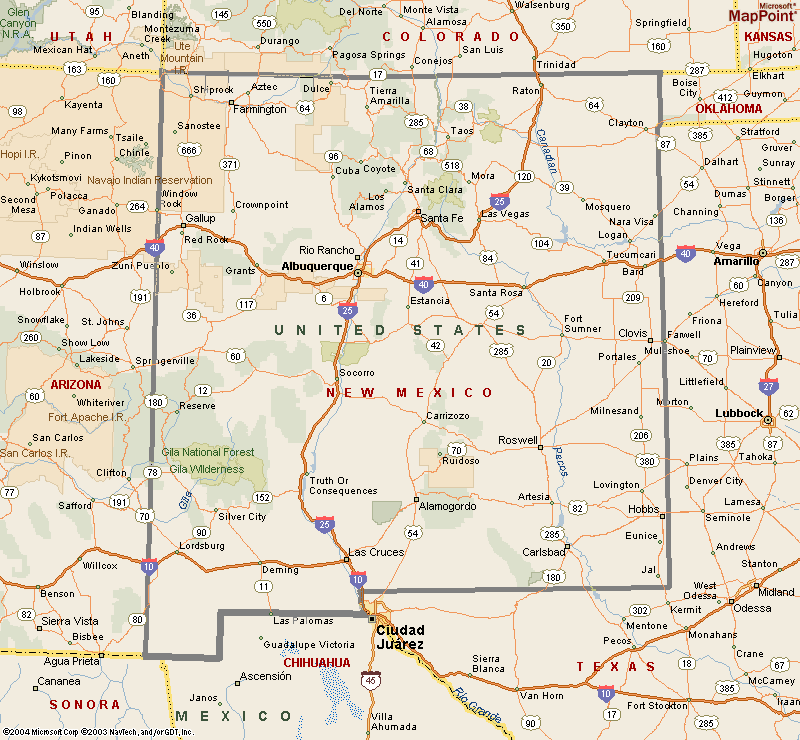 Microsoft®
MapPoint®
Glen
Canyon
N.R.A.
Blanding
145
Montezuma
Creek
550
Del Norte
Monte Vista
Alamosa
Walsenburg
Springfield
KANSAS
UTAH
95
Mexican Hat
Aneth
Ute
Mountain
I.R.
Durango
Pagosa Springs
COLORADO
San Luis
Conejos
Trinidad
160
Hugoton
163
160
17
287
Elkhart
98
Kayenta
Shiprock
Aztec
Dulce
Tierra
Amarilla
Raton
Boise
City
412
Guymon
Farmington
64
38
64
OKLAHOMA
Many Farms
Sanostee
285
Taos
Clayton
385
Stratford
Tsaile
Chinle
Gruver
Hopi I.R.
Pinon
666
371
96
68
518
Canadian
87
Dalhart
Sunray
Kykotsmovi
Navajo Indian Reservation
Cuba
Coyote
Mora
120
54
Dumas
Stinnett
Second
Mesa
Polacca
Window
Rock
Los
Alamos
Santa Clara
39
Borger
Ganado
264
Crownpoint
25
Mosquero
Channing
136
87
Indian Wells
Gallup
Santa Fe
Las Vegas
Nara Visa
Logan
40
Red Rock
Rio Rancho
14
104
Tucumcari
40
Vega
Amarillo
Winslow
Zuni Pueblo
Grants
Albuquerque
41
84
Bard
287
Holbrook
191
117
6
40
Estancia
Santa Rosa
209
60
Hereford
Canyon
Snowflake
St. Johns
36
25
54
Fort
Sumner
Friona
Tulia
260
Show Low
60
UNITED STATES
Clovis
Farwell
Lakeside
Springerville
42
285
20
Portales
Muleshoe
70
Plainview
ARIZONA
12
Socorro
Littlefield
27
60
Whiteriver
180
Reserve
NEW MEXICO
Morton
Fort Apache I.R.
Carrizozo
Milnesand
Lubbock
62
San Carlos
San Carlos I.R.
Gila National Forest
Gila Wilderness
70
Roswell
206
385
87
Clifton
78
Ruidoso
Pecos
380
Plains
Tahoka
77
Gila
Truth Or
Consequences
Lovington
Denver City
Safford
191
152
Alamogordo
Artesia
82
Lamesa
70
Silver City
25
Hobbs
Seminole
90
Lordsburg
54
285
Eunice
Andrews
Willcox
10
Las Cruces
Carlsbad
Stanton
Benson
11
Deming
10
180
Jal
West
Odessa
Midland
82
Sierra Vista
80
Las Palomas
302
Kermit
Odessa
Bisbee
Ciudad
Juárez
Mentone
Monahans
Agua Prieta
Guadalupe Victoria
Pecos
Crane
67
CHIHUAHUA
Sierra
Blanca
TEXAS
18
McCamey
Cananea
Ascensión
45
Rio Grande
Van Horn
10
385
SONORA
Janos
Fort Stockton
MEXICO
Villa
Ahumada
17
©2004 Microsoft Corp ©2003 NavTech, and/or GDT, Inc.